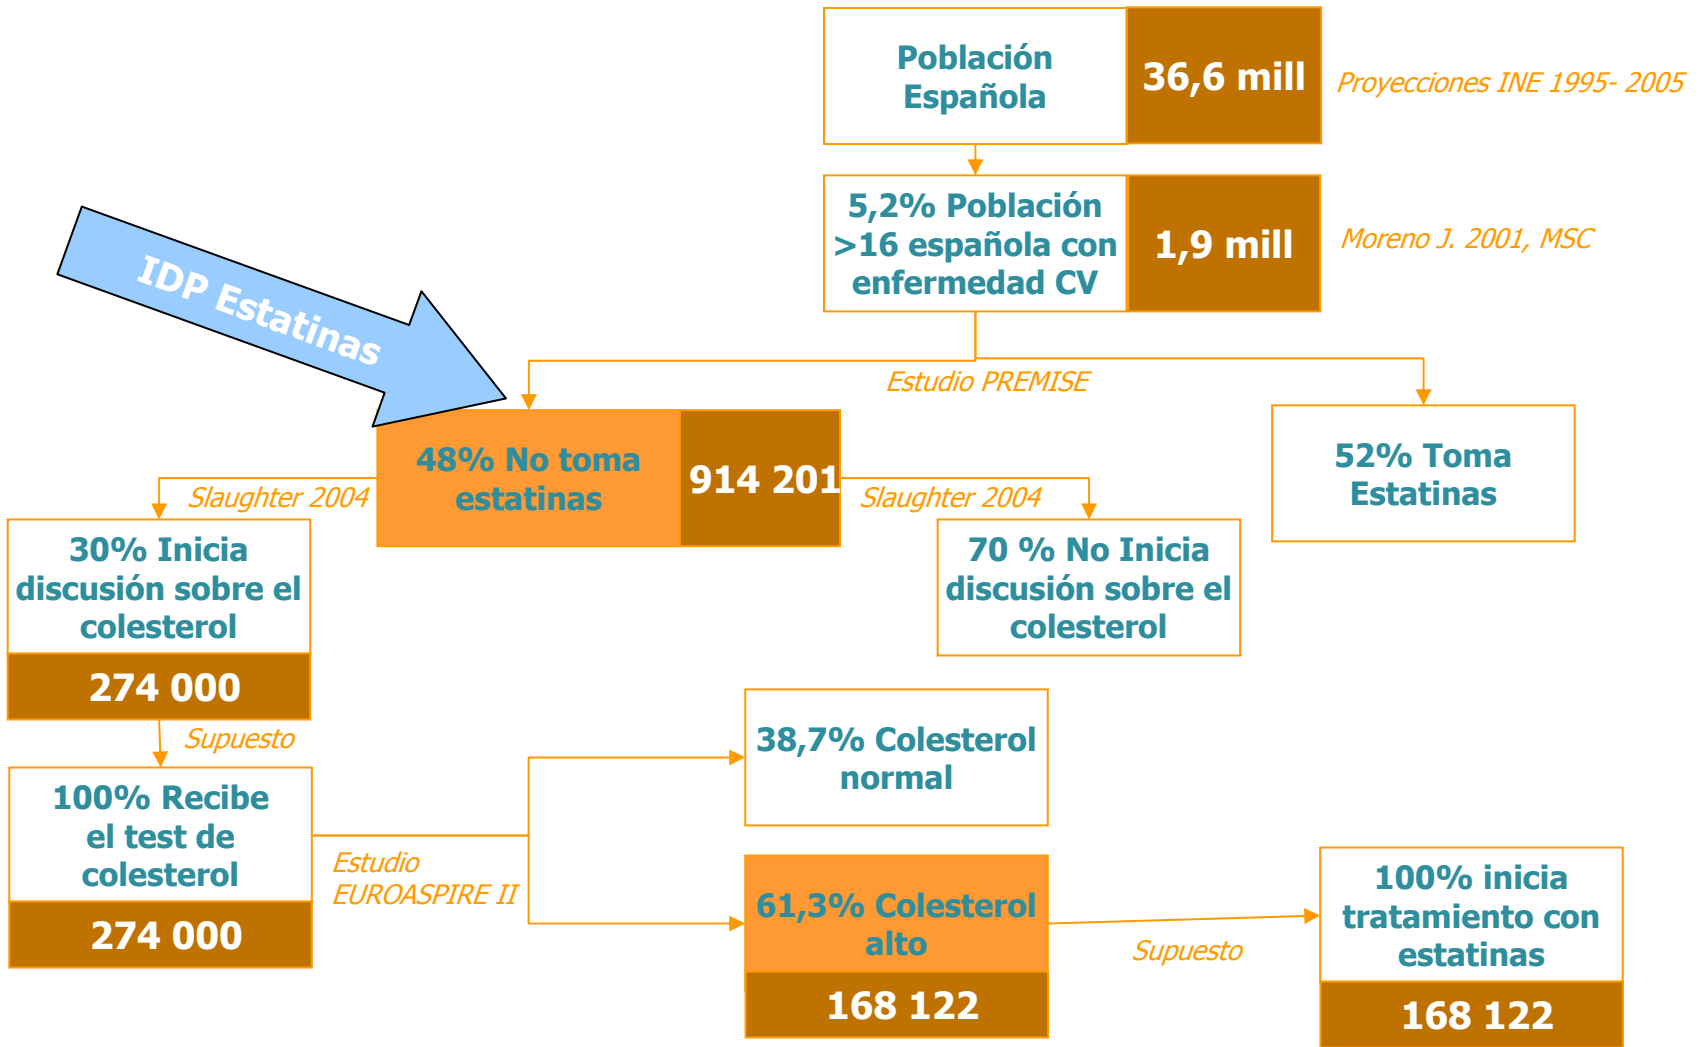 Población
Española
36,6 mill
Proyecciones INE 1995- 2005
5,2% Población
>16 española con
enfermedad CV
1,9 mill
Moreno J. 2001, MSC
IDP Estatinas
Estudio PREMISE
48% No toma
estatinas
914 201
52% Toma
Estatinas
Slaughter 2004
Slaughter 2004
30% Inicia
discusión sobre el
colesterol
274 000
70 % No Inicia
discusión sobre el
colesterol
Supuesto
100% Recibe
el test de
colesterol
274 000
Estudio
EUROASPIRE II
38,7% Colesterol
normal
61,3% Colesterol
alto
168 122
Supuesto
100% inicia
tratamiento con
estatinas
168 122